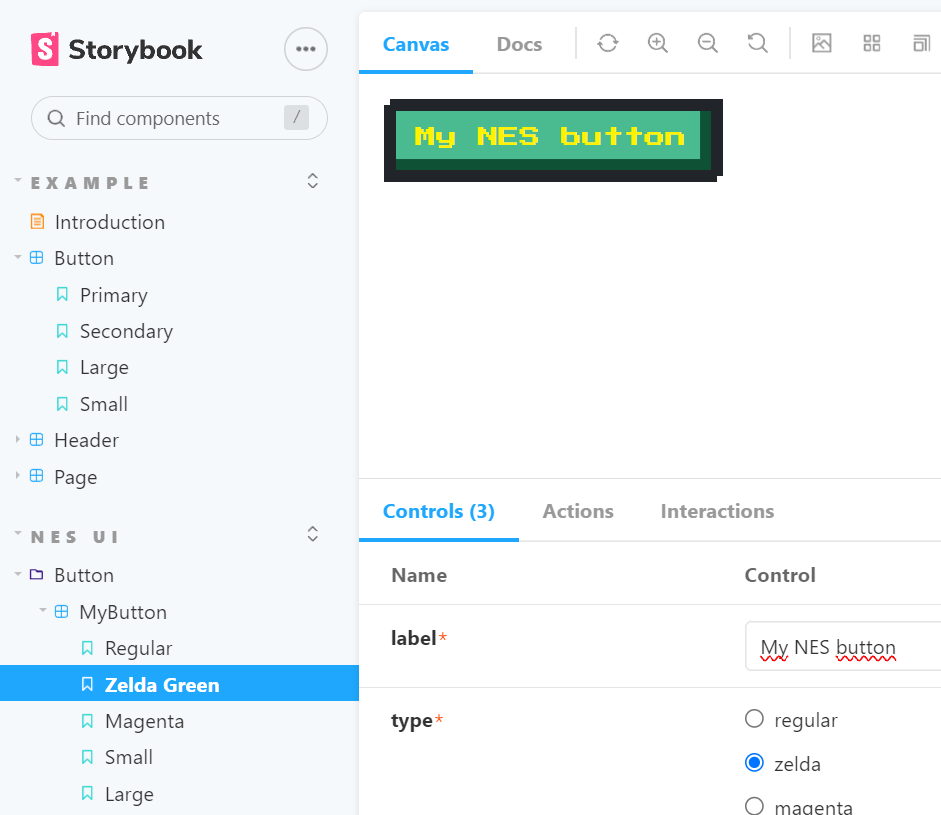 Storybook
Find components /
EXAMPLE
Introduction
Button
Primary
Secondary
Large
Small
Header
Page
NES UI
Button
MyButton
Regular
Zelda Green
Magenta
Small
Large
Canvas Docs
My NES button
Controls (3) Actions Interactions
Name Control
label* My NES button
type* regular
zelda
magenta